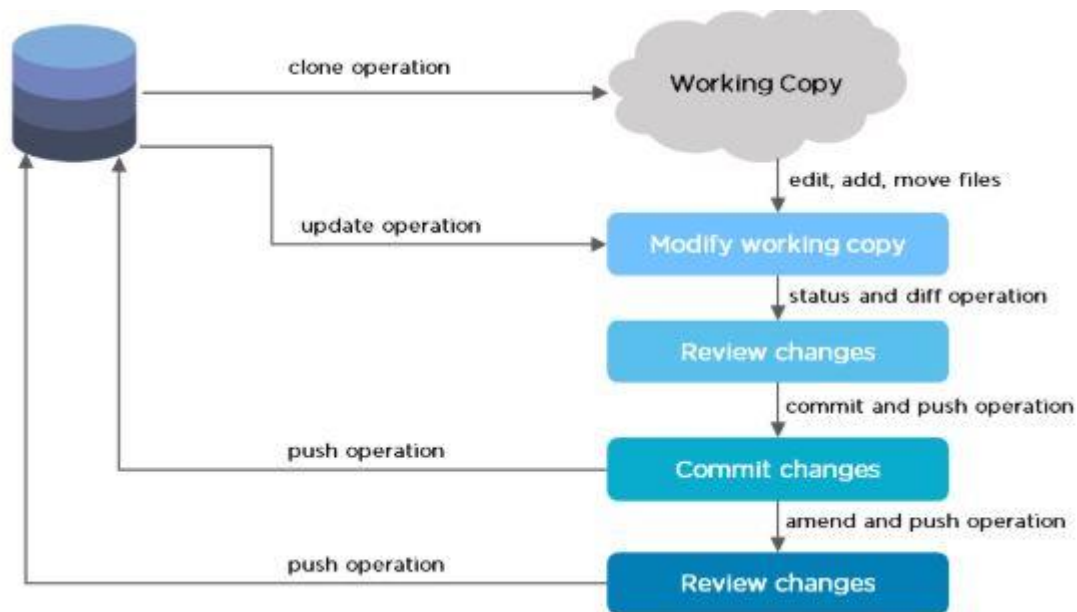 clone operation
Working Copy
edit, add, move files
update operation
Modify working copy
status and diff operation
Review changes
commit and push operation
push operation
Commit changes
amend and push operation
push operation
Review changes